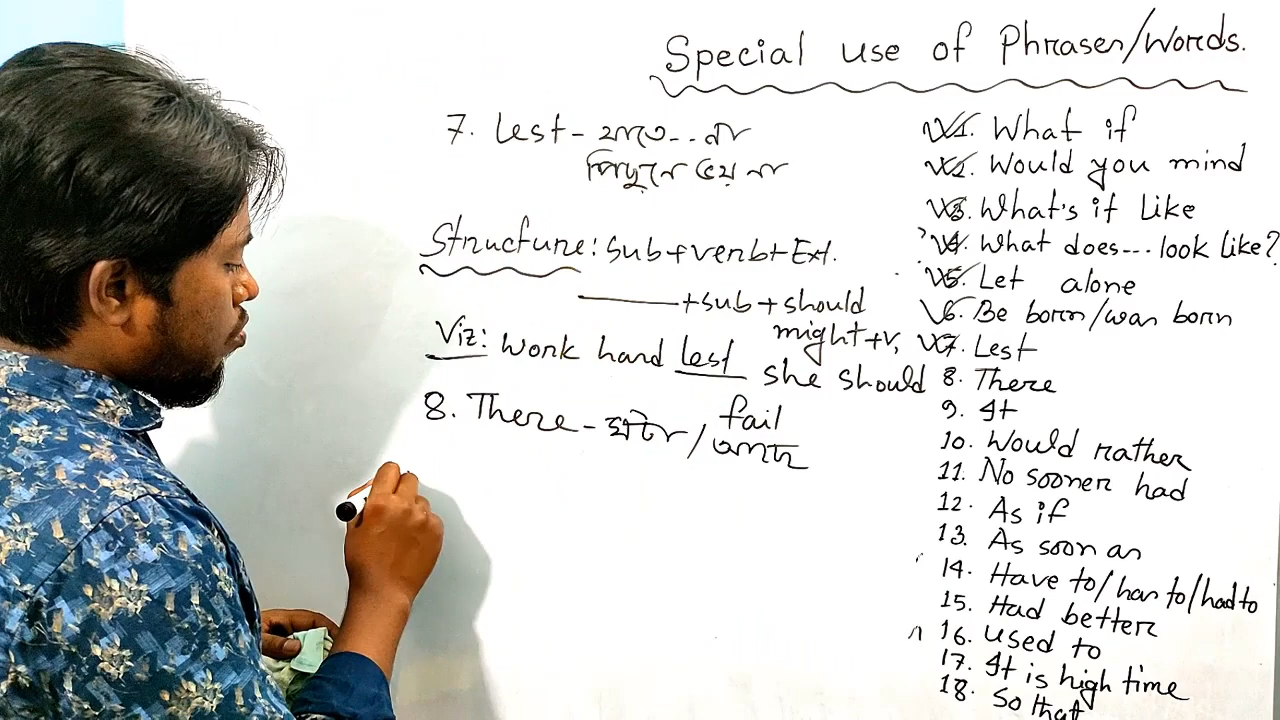 Special use of Phrases/Words.
7. Lest -
Structure: Sub+verb+Ext.
+sub+should
might+v,
Viz: Work hard lest she should
fail
8. There - /
1. What if
2. Would you mind
3. What's it Like
4. What does---look like?
5. Let alone
6. Be born/was born
7. Lest
8. There
9. It
10. Would rather
11. No sooner had
12. As if
13. As soon as
14. Have to/has to/had to
15. Had better
16. Used to
17. It is high time
18. So that